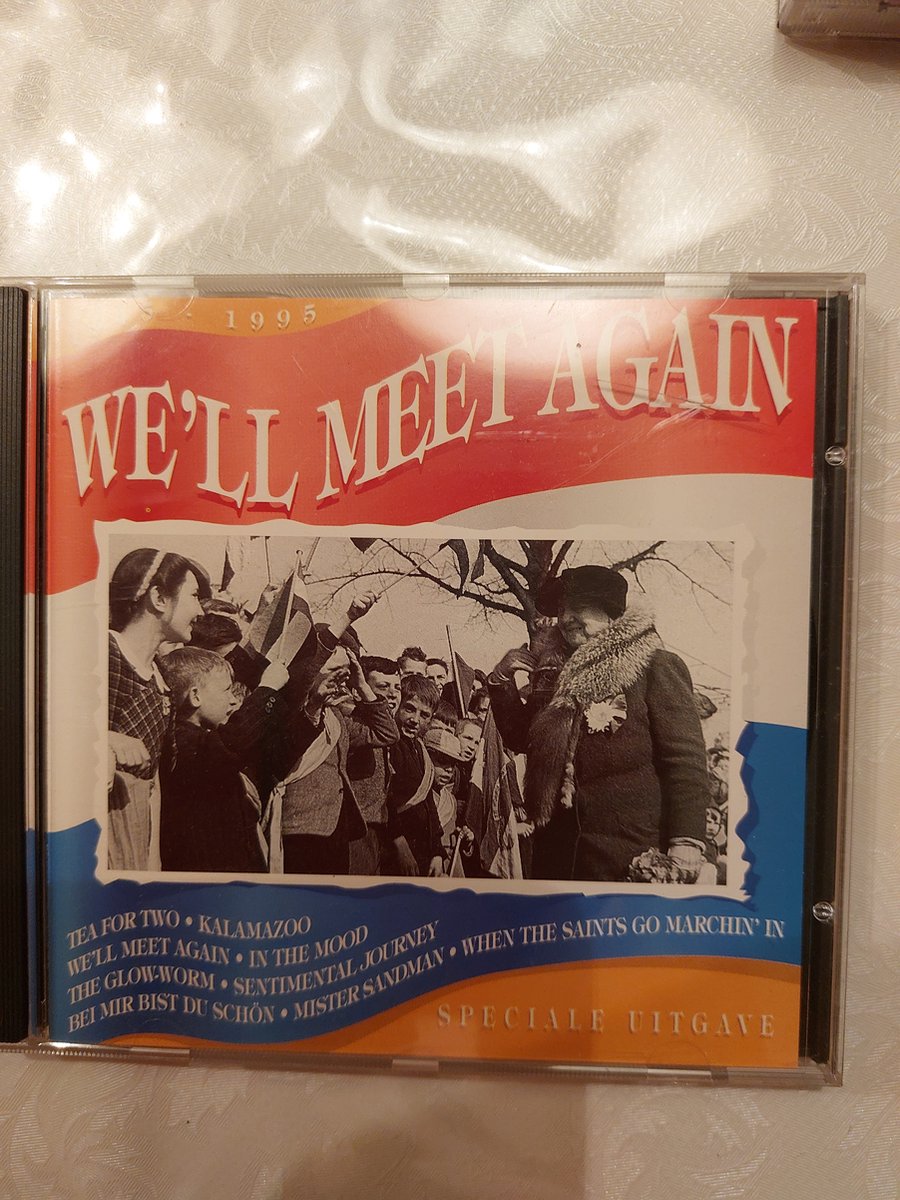 1995
WE'LL MEET AGAIN
TEA FOR TWO • KALAMAZOO
WE'LL MEET AGAIN • IN THE MOOD
THE GLOW-WORM • SENTIMENTAL JOURNEY
BEI MIR BIST DU SCHÖN • MISTER SANDMAN • WHEN THE SAINTS GO MARCHIN' IN
SPECIALE UITGAVE